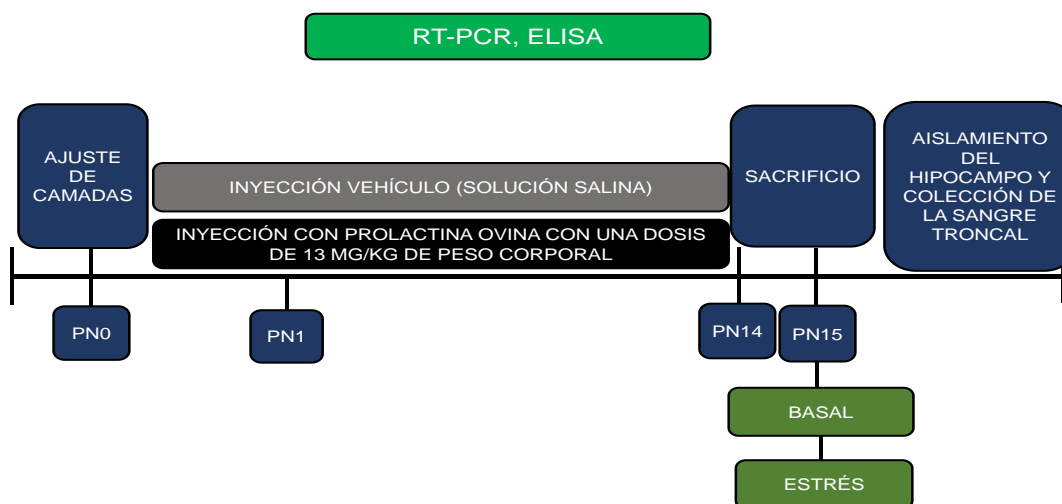 RT-PCR, ELISA
AJUSTE
DE
CAMADAS
INYECCIÓN VEHÍCULO (SOLUCIÓN SALINA)
INYECCIÓN CON PROLACTINA OVINA CON UNA DOSIS
DE 13 MG/KG DE PESO CORPORAL
SACRIFICIO
AISLAMIENTO
DEL
HIPOCAMPO Y
COLECCIÓN DE
LA SANGRE
TRONCAL
PN0
PN1
PN14
PN15
BASAL
ESTRÉS